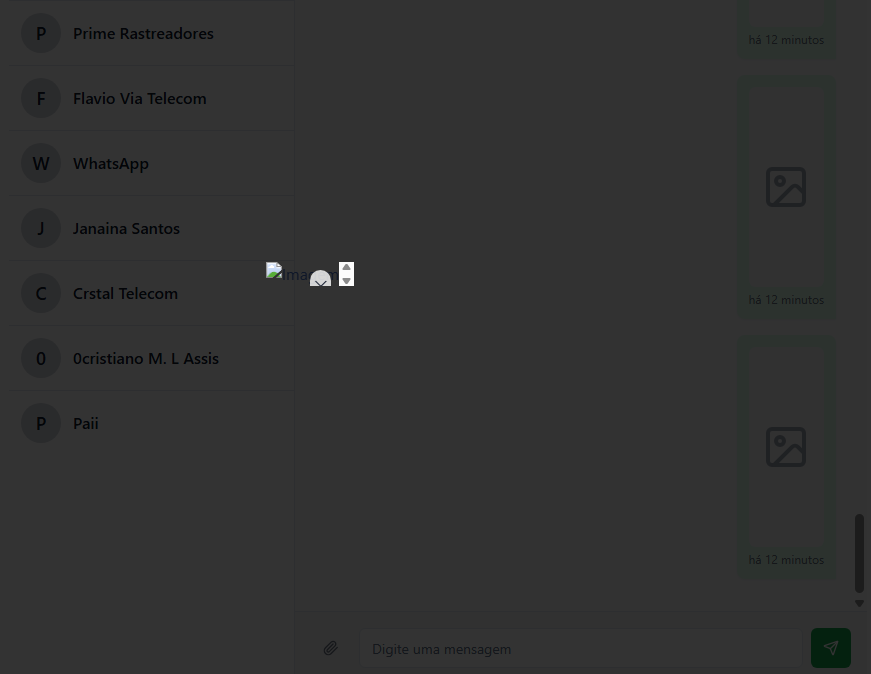 P Prime Rastreadores
F Flavio Via Telecom
W WhatsApp
J Janaina Santos
C Crstal Telecom
0 0cristiano M. L Assis
P Paii
há 12 minutos
há 12 minutos
há 12 minutos
Digite uma mensagem